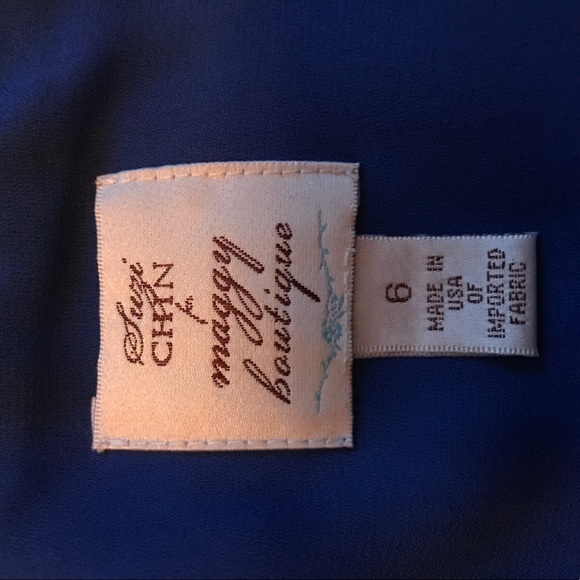 Suzi
CHIN
for
maggy
boutique
6
MADE IN
USA
OF
IMPORTED
FABRIC